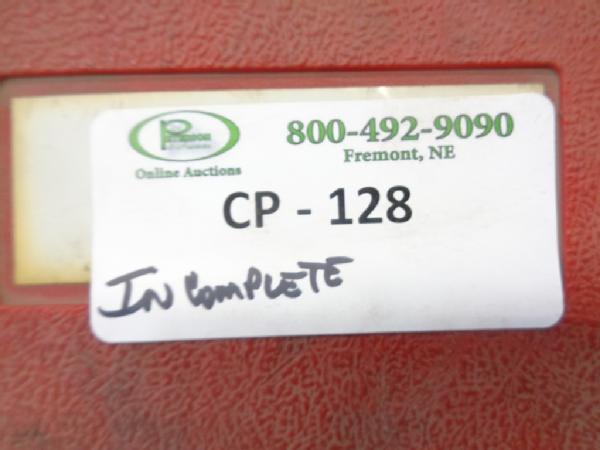 800-492-9090
Fremont, NE
Online Auctions
CP - 128
INCOMPLETE